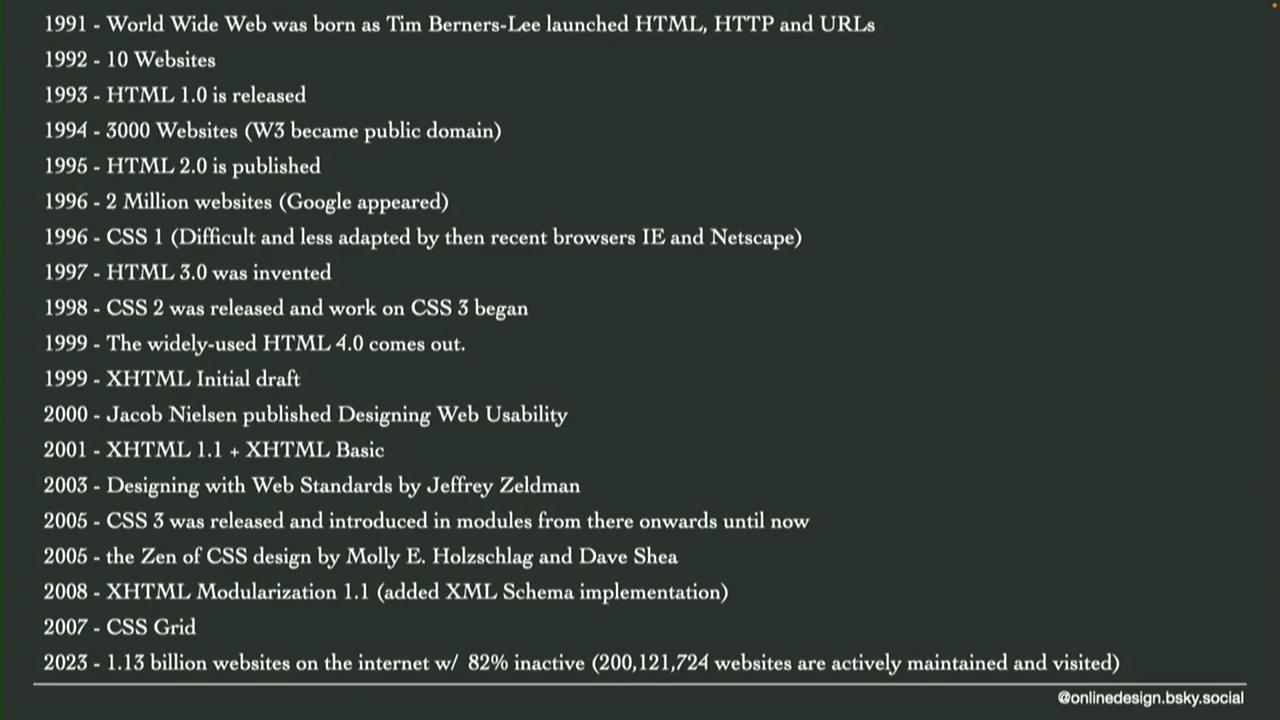 1991 - World Wide Web was born as Tim Berners-Lee launched HTML, HTTP and URLs
1992 - 10 Websites
1993 - HTML 1.0 is released
1994 - 3000 Websites (W3 became public domain)
1995 - HTML 2.0 is published
1996 - 2 Million websites (Google appeared)
1996 - CSS 1 (Difficult and less adapted by then recent browsers IE and Netscape)
1997 - HTML 3.0 was invented
1998 - CSS 2 was released and work on CSS 3 began
1999 - The widely-used HTML 4.0 comes out.
1999 - XHTML Initial draft
2000 - Jacob Nielsen published Designing Web Usability
2001 - XHTML 1.1 + XHTML Basic
2003 - Designing with Web Standards by Jeffrey Zeldman
2005 - CSS 3 was released and introduced in modules from there onwards until now
2005 - the Zen of CSS design by Molly E. Holzschlag and Dave Shea
2008 - XHTML Modularization 1.1 (added XML Schema implementation)
2007 - CSS Grid
2023 - 1.13 billion websites on the internet w/ 82% inactive (200,121,724 websites are actively maintained and visited)
@onlinedesign.bsky.social